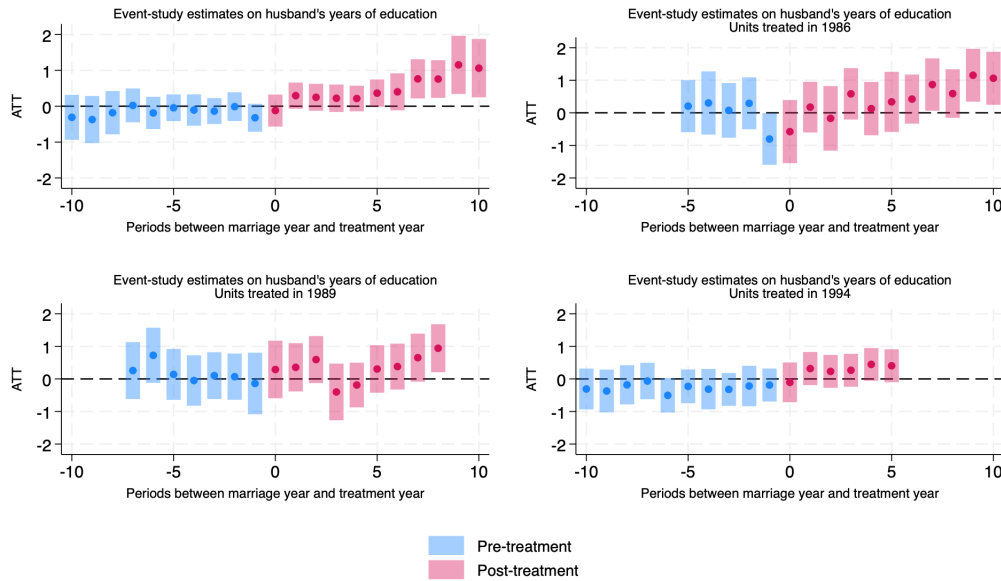 Event-study estimates on husband's years of education
2
1
0
-1
-2
ATT
-10
-5
0
5
10
Periods between marriage year and treatment year
Event-study estimates on husband's years of education
Units treated in 1986
2
1
0
-1
-2
ATT
-10
-5
0
5
10
Periods between marriage year and treatment year
Event-study estimates on husband's years of education
Units treated in 1989
2
1
0
-1
-2
ATT
-10
-5
0
5
10
Periods between marriage year and treatment year
Event-study estimates on husband's years of education
Units treated in 1994
2
1
0
-1
-2
ATT
-10
-5
0
5
10
Periods between marriage year and treatment year
Pre-treatment
Post-treatment